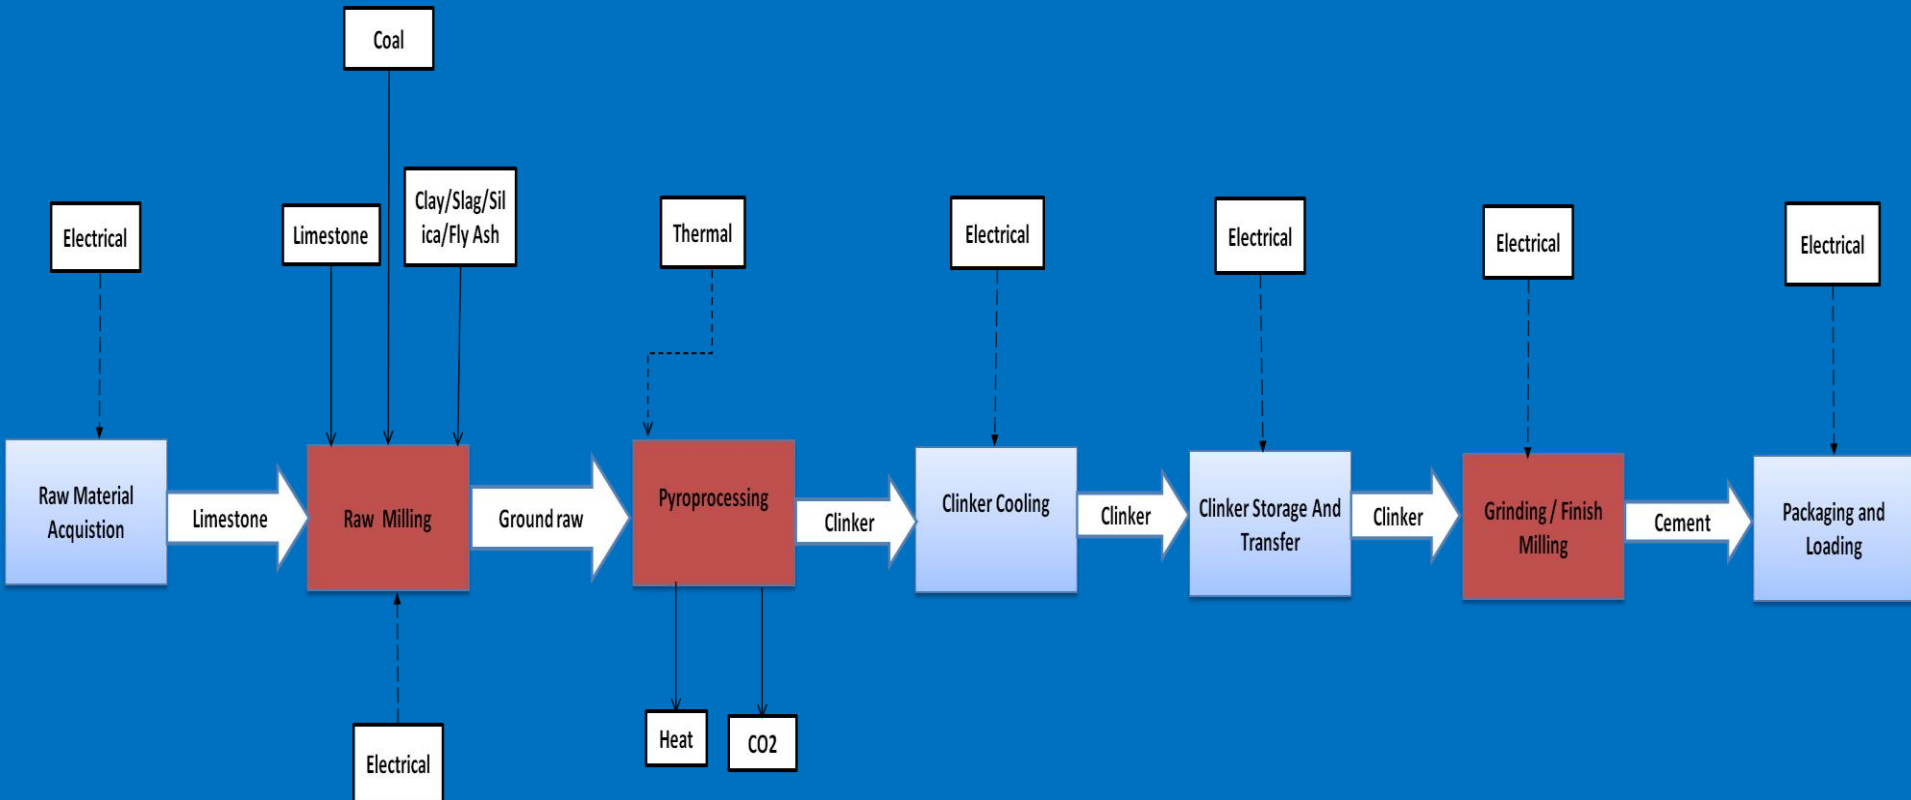 Coal
Clay/Slag/Sil
ica/Fly Ash
Electrical
Limestone
Thermal
Electrical
Electrical
Electrical
Electrical
Raw Material
Acquistion
Limestone
Raw Milling
Ground raw
Pyroprocessing
Clinker
Clinker Cooling
Clinker
Clinker Storage And
Transfer
Clinker
Grinding / Finish
Milling
Cement
Packaging and
Loading
Heat
CO2
Electrical